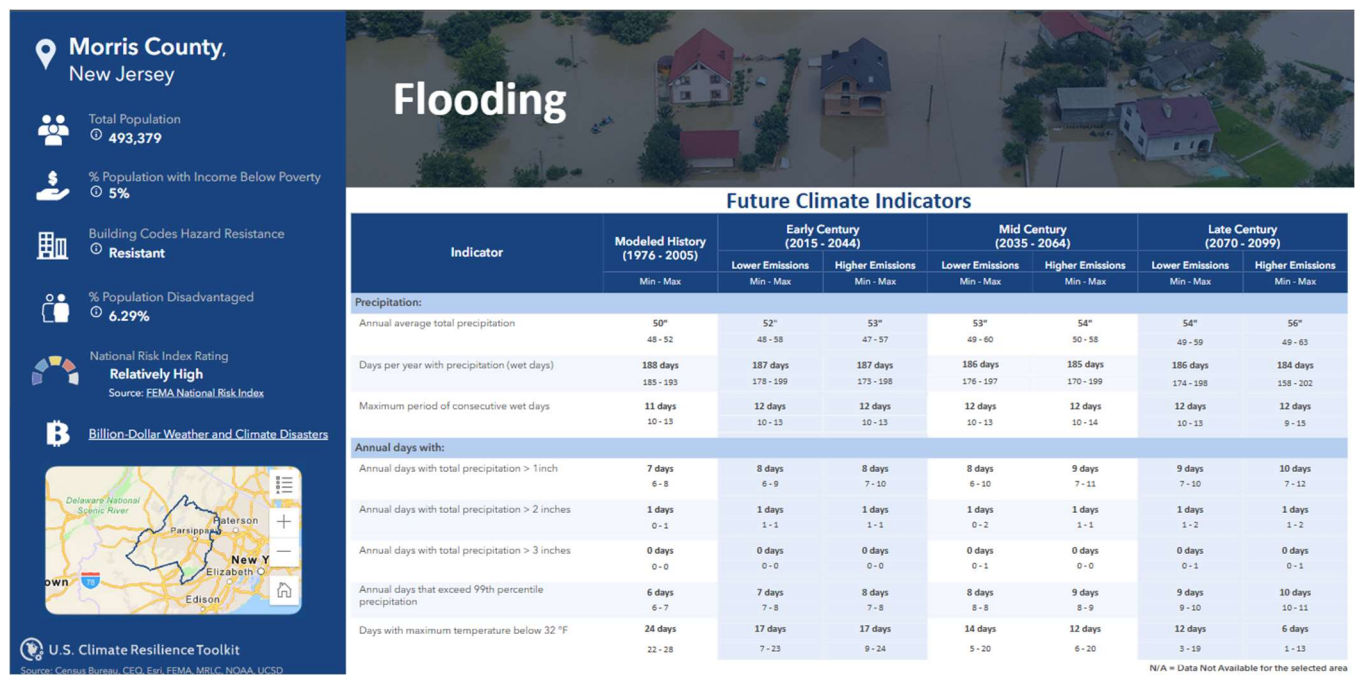 Morris County,
New Jersey
Total Population
493,379
% Population with Income Below Poverty
5%
Building Codes Hazard Resistance
Resistant
% Population Disadvantaged
6.29%
National Risk Index Rating
Relatively High
Source: FEMA National Risk Index
Billion-Dollar Weather and Climate Disasters
Delaware National
Scenic River
Paterson
Parsippany
New Y
Elizabeth
own
78
Edison
U.S. Climate Resilience Toolkit
Source: Census Bureau, CEQ, Esri, FEMA, MRLC, NOAA, UCSD
Flooding
Future Climate Indicators
Indicator
Modeled History
(1976 - 2005)
Early Century
(2015 - 2044)
Mid Century
(2035 - 2064)
Late Century
(2070 - 2099)
Lower Emissions Higher Emissions Lower Emissions Higher Emissions Lower Emissions Higher Emissions
Min - Max Min - Max Min - Max Min - Max Min - Max Min - Max Min - Max
Precipitation:
Annual average total precipitation 50" 52" 53" 53" 54" 54" 56"
48 - 52 48 - 58 47 - 57 49 - 60 50 - 58 49 - 59 49 - 63
Days per year with precipitation (wet days) 188 days 187 days 187 days 186 days 185 days 186 days 184 days
185 - 193 178 - 199 173 - 198 176 - 197 170 - 199 174 - 198 158 - 202
Maximum period of consecutive wet days 11 days 12 days 12 days 12 days 12 days 12 days 12 days
10 - 13 10 - 13 10 - 13 10 - 13 10 - 14 10 - 13 9 - 15
Annual days with:
Annual days with total precipitation > 1inch 7 days 8 days 8 days 8 days 9 days 9 days 10 days
6 - 8 6 - 9 7 - 10 6 - 10 7 - 11 7 - 10 7 - 12
Annual days with total precipitation > 2 inches 1 days 1 days 1 days 1 days 1 days 1 days 1 days
0 - 1 1 - 1 1 - 1 0 - 2 1 - 1 1 - 2 1 - 2
Annual days with total precipitation > 3 inches 0 days 0 days 0 days 0 days 0 days 0 days 0 days
0 - 0 0 - 0 0 - 0 0 - 1 0 - 0 0 - 1 0 - 1
Annual days that exceed 99th percentile
precipitation 6 days 7 days 8 days 8 days 9 days 9 days 10 days
6 - 7 7 - 8 7 - 8 8 - 8 8 - 9 9 - 10 10 - 11
Days with maximum temperature below 32 °F 24 days 17 days 17 days 14 days 12 days 12 days 6 days
22 - 28 7 - 23 9 - 24 5 - 20 6 - 20 3 - 19 1 - 13
N/A = Data Not Available for the selected area